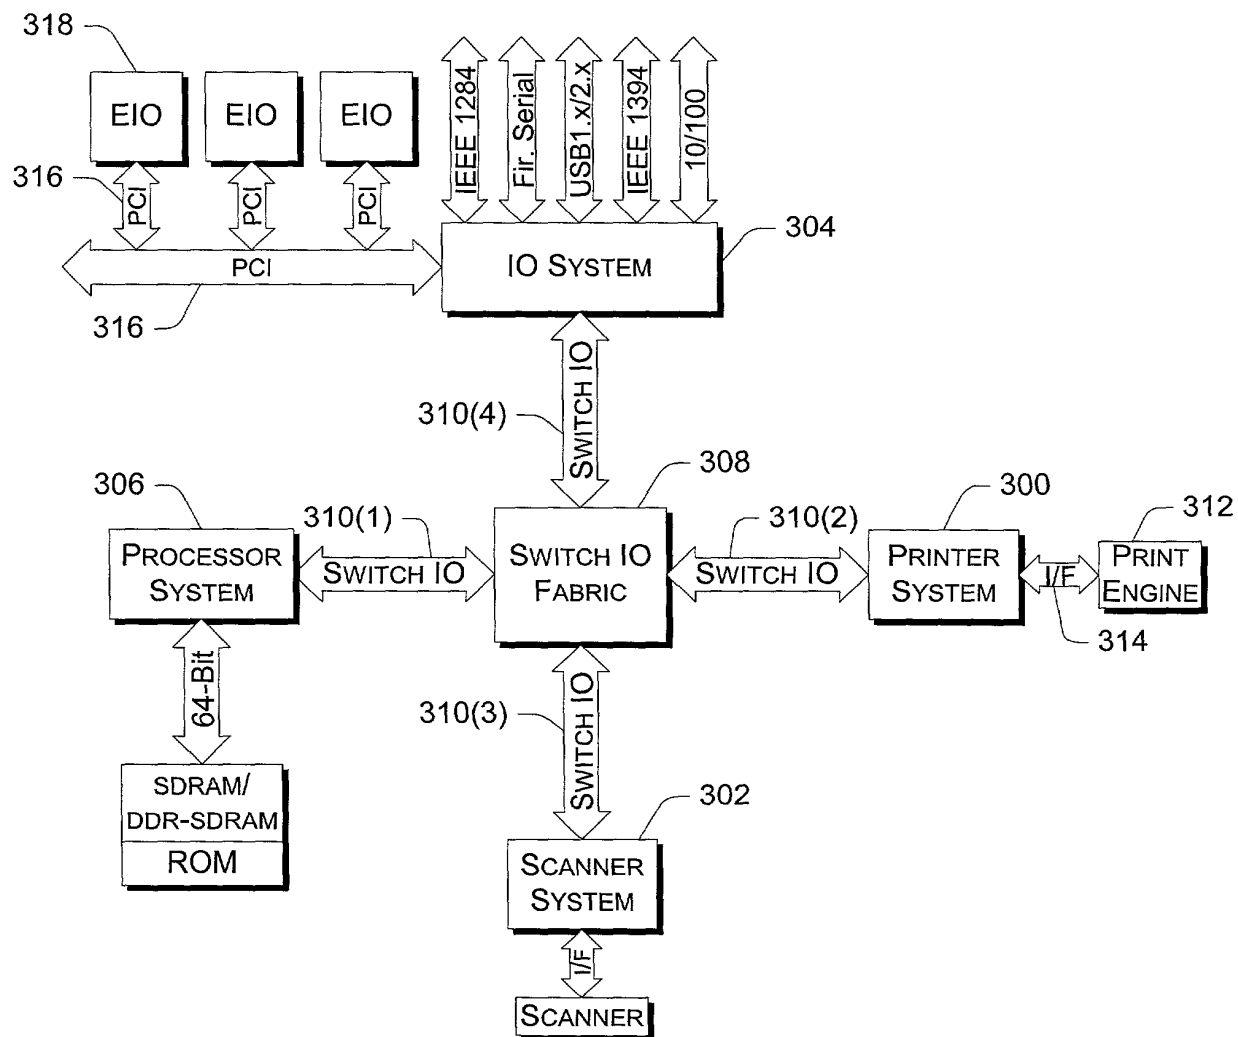 318
EIO
EIO
EIO
IEEE 1284
Fir. Serial
USB1.x/2.x
IEEE 1394
10/100
316
PCI
PCI
PCI
PCI
316
IO SYSTEM
304
SWITCH IO
310(4)
306
PROCESSOR
SYSTEM
310(1)
SWITCH IO
308
SWITCH IO
FABRIC
310(2)
SWITCH IO
300
PRINTER
SYSTEM
I/F
314
312
PRINT
ENGINE
64-Bit
SDRAM/
DDR-SDRAM
ROM
310(3)
SWITCH IO
302
SCANNER
SYSTEM
I/F
SCANNER